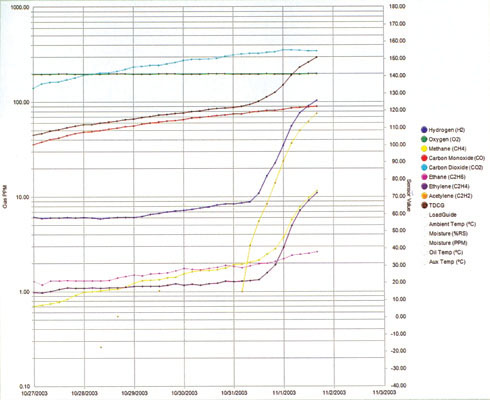 1000.00
180.00
170.00
160.00
150.00
140.00
130.00
100.00
120.00
110.00
100.00
90.00
80.00
10.00
70.00
60.00
50.00
40.00
30.00
20.00
1.00
10.00
0.00
-10.00
-20.00
-30.00
0.10
-40.00
Gas PPM
Sensor Value
10/27/2003 10/28/2003 10/29/2003 10/30/2003 10/31/2003 11/1/2003 11/2/2003 11/3/2003
Hydrogen (H2)
Oxygen (O2)
Methane (CH4)
Carbon Monoxide (CO)
Carbon Dioxide (CO2)
Ethane (C2H6)
Ethylene (C2H4)
Acetylene (C2H2)
TDCG
LoadGuide
Ambient Temp (ºC)
Moisture (%RS)
Moisture (PPM)
Oil Temp (ºC)
Aux Temp (ºC)